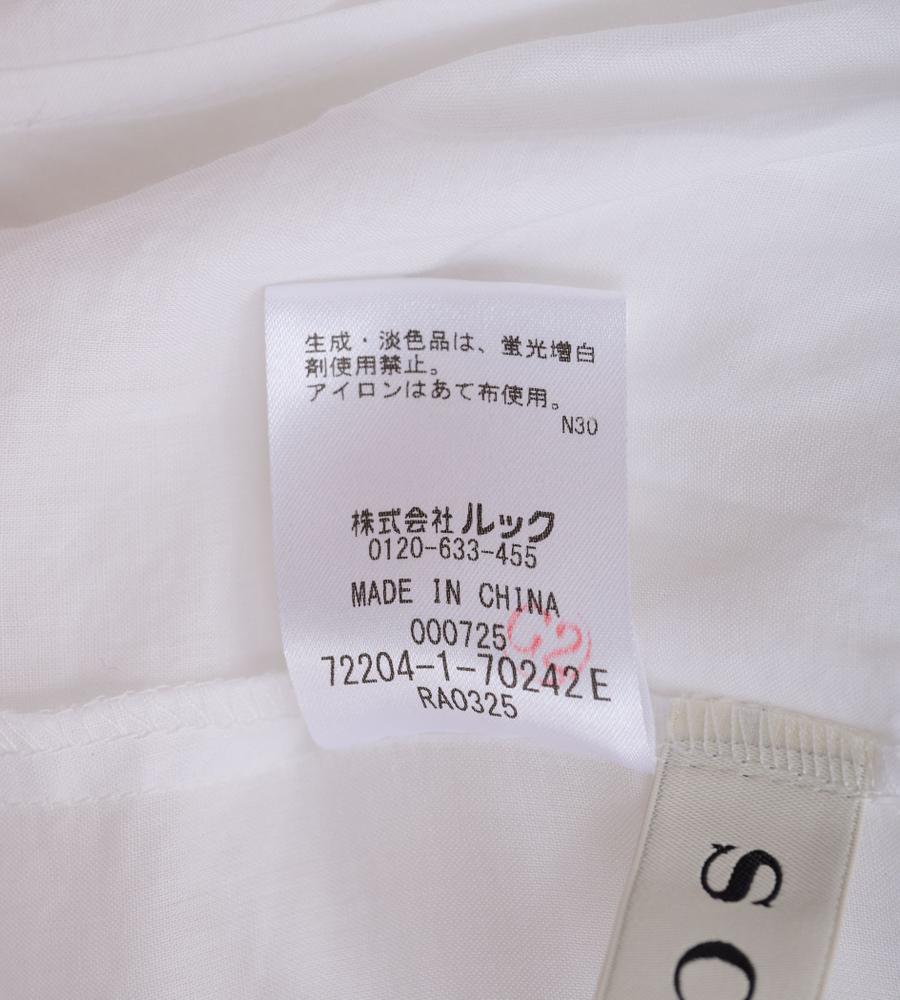 生成・淡色品は、蛍光増白
剤使用禁止。
アイロンはあて布使用。
N30
株式会社ルック
0120-633-455
MADE IN CHINA
000725
C2
72204-1-70242E
RA0325
SC